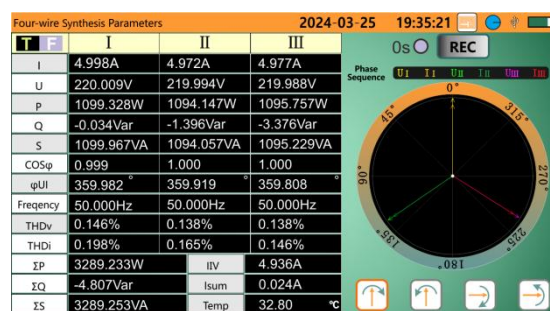 Four-wire Synthesis Parameters 2024-03-25 19:35:21
T F I II III
I 4.998A 4.972A 4.977A
U 220.009V 219.994V 219.988V
P 1099.328W 1094.147W 1095.757W
Q -0.034Var -1.396Var -3.376Var
S 1099.967VA 1094.057VA 1095.229VA
COSφ 0.999 1.000 1.000
φUI 359.982° 359.919° 359.808°
Freqency 50.000Hz 50.000Hz 50.000Hz
THDv 0.146% 0.138% 0.138%
THDi 0.198% 0.165% 0.146%
ΣP 3289.233W IIV 4.936A
ΣQ -4.807Var Isum 0.024A
ΣS 3289.253VA Temp 32.80 ℃
0s REC
Phase Sequence UI II UII III UIII IIII
0°
45° 315°
90° 270°
135° 225°
180°